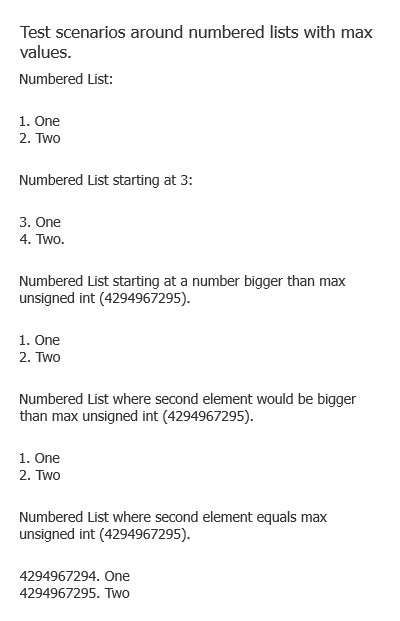 Test scenarios around numbered lists with max
values.
Numbered List:
1. One
2. Two
Numbered List starting at 3:
3. One
4. Two.
Numbered List starting at a number bigger than max
unsigned int (4294967295).
1. One
2. Two
Numbered List where second element would be bigger
than max unsigned int (4294967295).
1. One
2. Two
Numbered List where second element equals max
unsigned int (4294967295).
4294967294. One
4294967295. Two